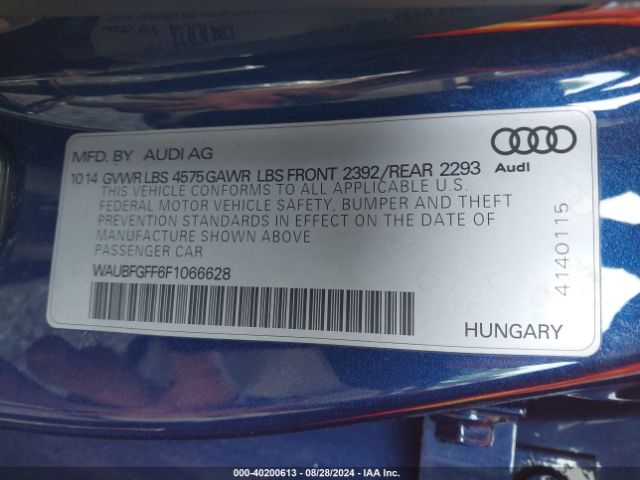 MFD. BY AUDI AG
1014 GVWR LBS 4575 GAWR LBS FRONT 2392/REAR 2293
Audi
THIS VEHICLE CONFORMS TO ALL APPLICABLE U.S.
FEDERAL MOTOR VEHICLE SAFETY, BUMPER AND THEFT
PREVENTION STANDARDS IN EFFECT ON THE DATE OF
MANUFACTURE SHOWN ABOVE
PASSENGER CAR
WAUBFGFF6F1066628
HUNGARY
4140115
000-40200613 - 08/28/2024 - IAA Inc.